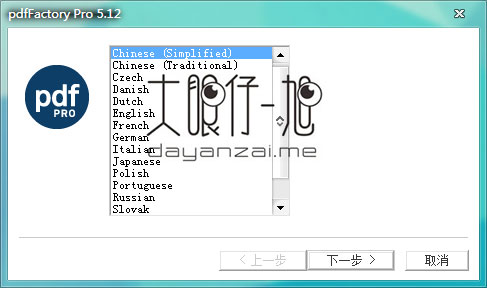 pdfFactory Pro 5.12
pdf
PRO
Chinese (Simplified)
Chinese (Traditional)
Czech
Danish
Dutch
English
French
German
Italian
Japanese
Polish
Portuguese
Russian
Slovak
大眼仔~旭
dayanzai.me
< 上一步
下一步 >
取消